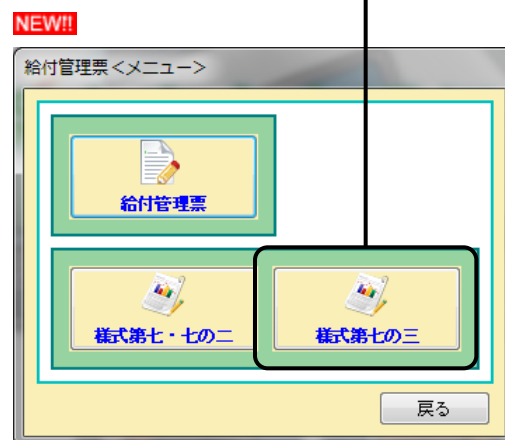 NEW!!
給付管理票<メニュー>
給付管理票
様式第七・七の二
様式第七の三
戻る